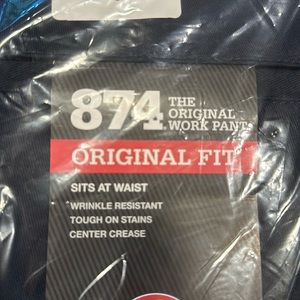 874
THE
ORIGINAL
WORK PANT
ORIGINAL FIT
SITS AT WAIST
WRINKLE RESISTANT
TOUGH ON STAINS
CENTER CREASE